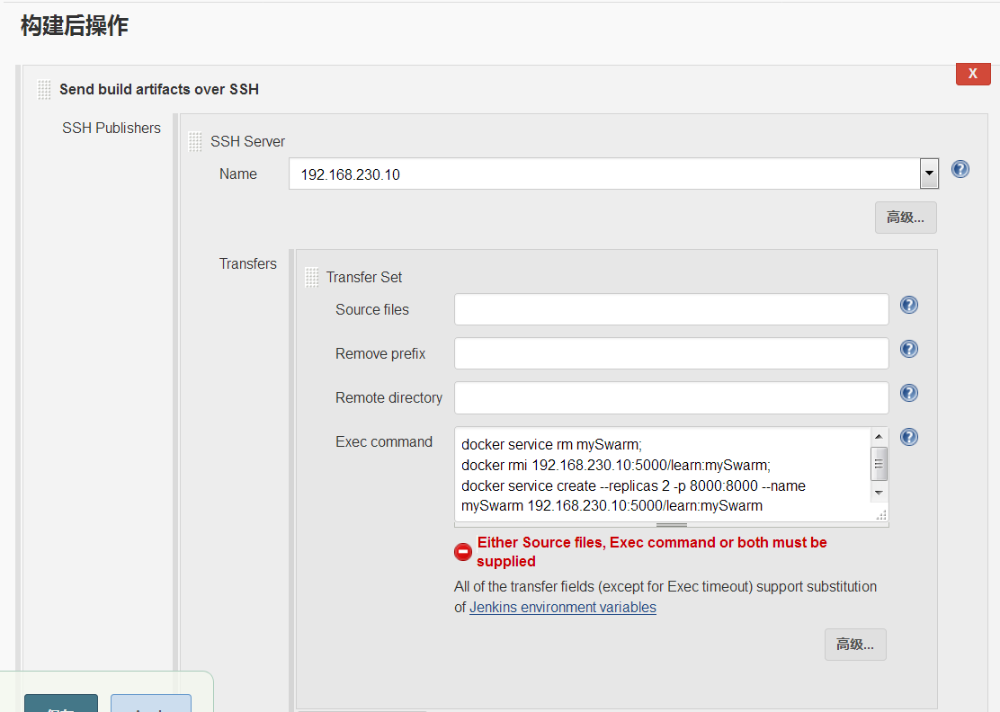 构建后操作
X
Send build artifacts over SSH
SSH Publishers
SSH Server
Name
192.168.230.10
高级...
Transfers
Transfer Set
Source files
Remove prefix
Remote directory
Exec command
docker service rm mySwarm;
docker rmi 192.168.230.10:5000/learn:mySwarm;
docker service create --replicas 2 -p 8000:8000 --name
mySwarm 192.168.230.10:5000/learn:mySwarm
Either Source files, Exec command or both must be
supplied
All of the transfer fields (except for Exec timeout) support substitution
of Jenkins environment variables
高级...